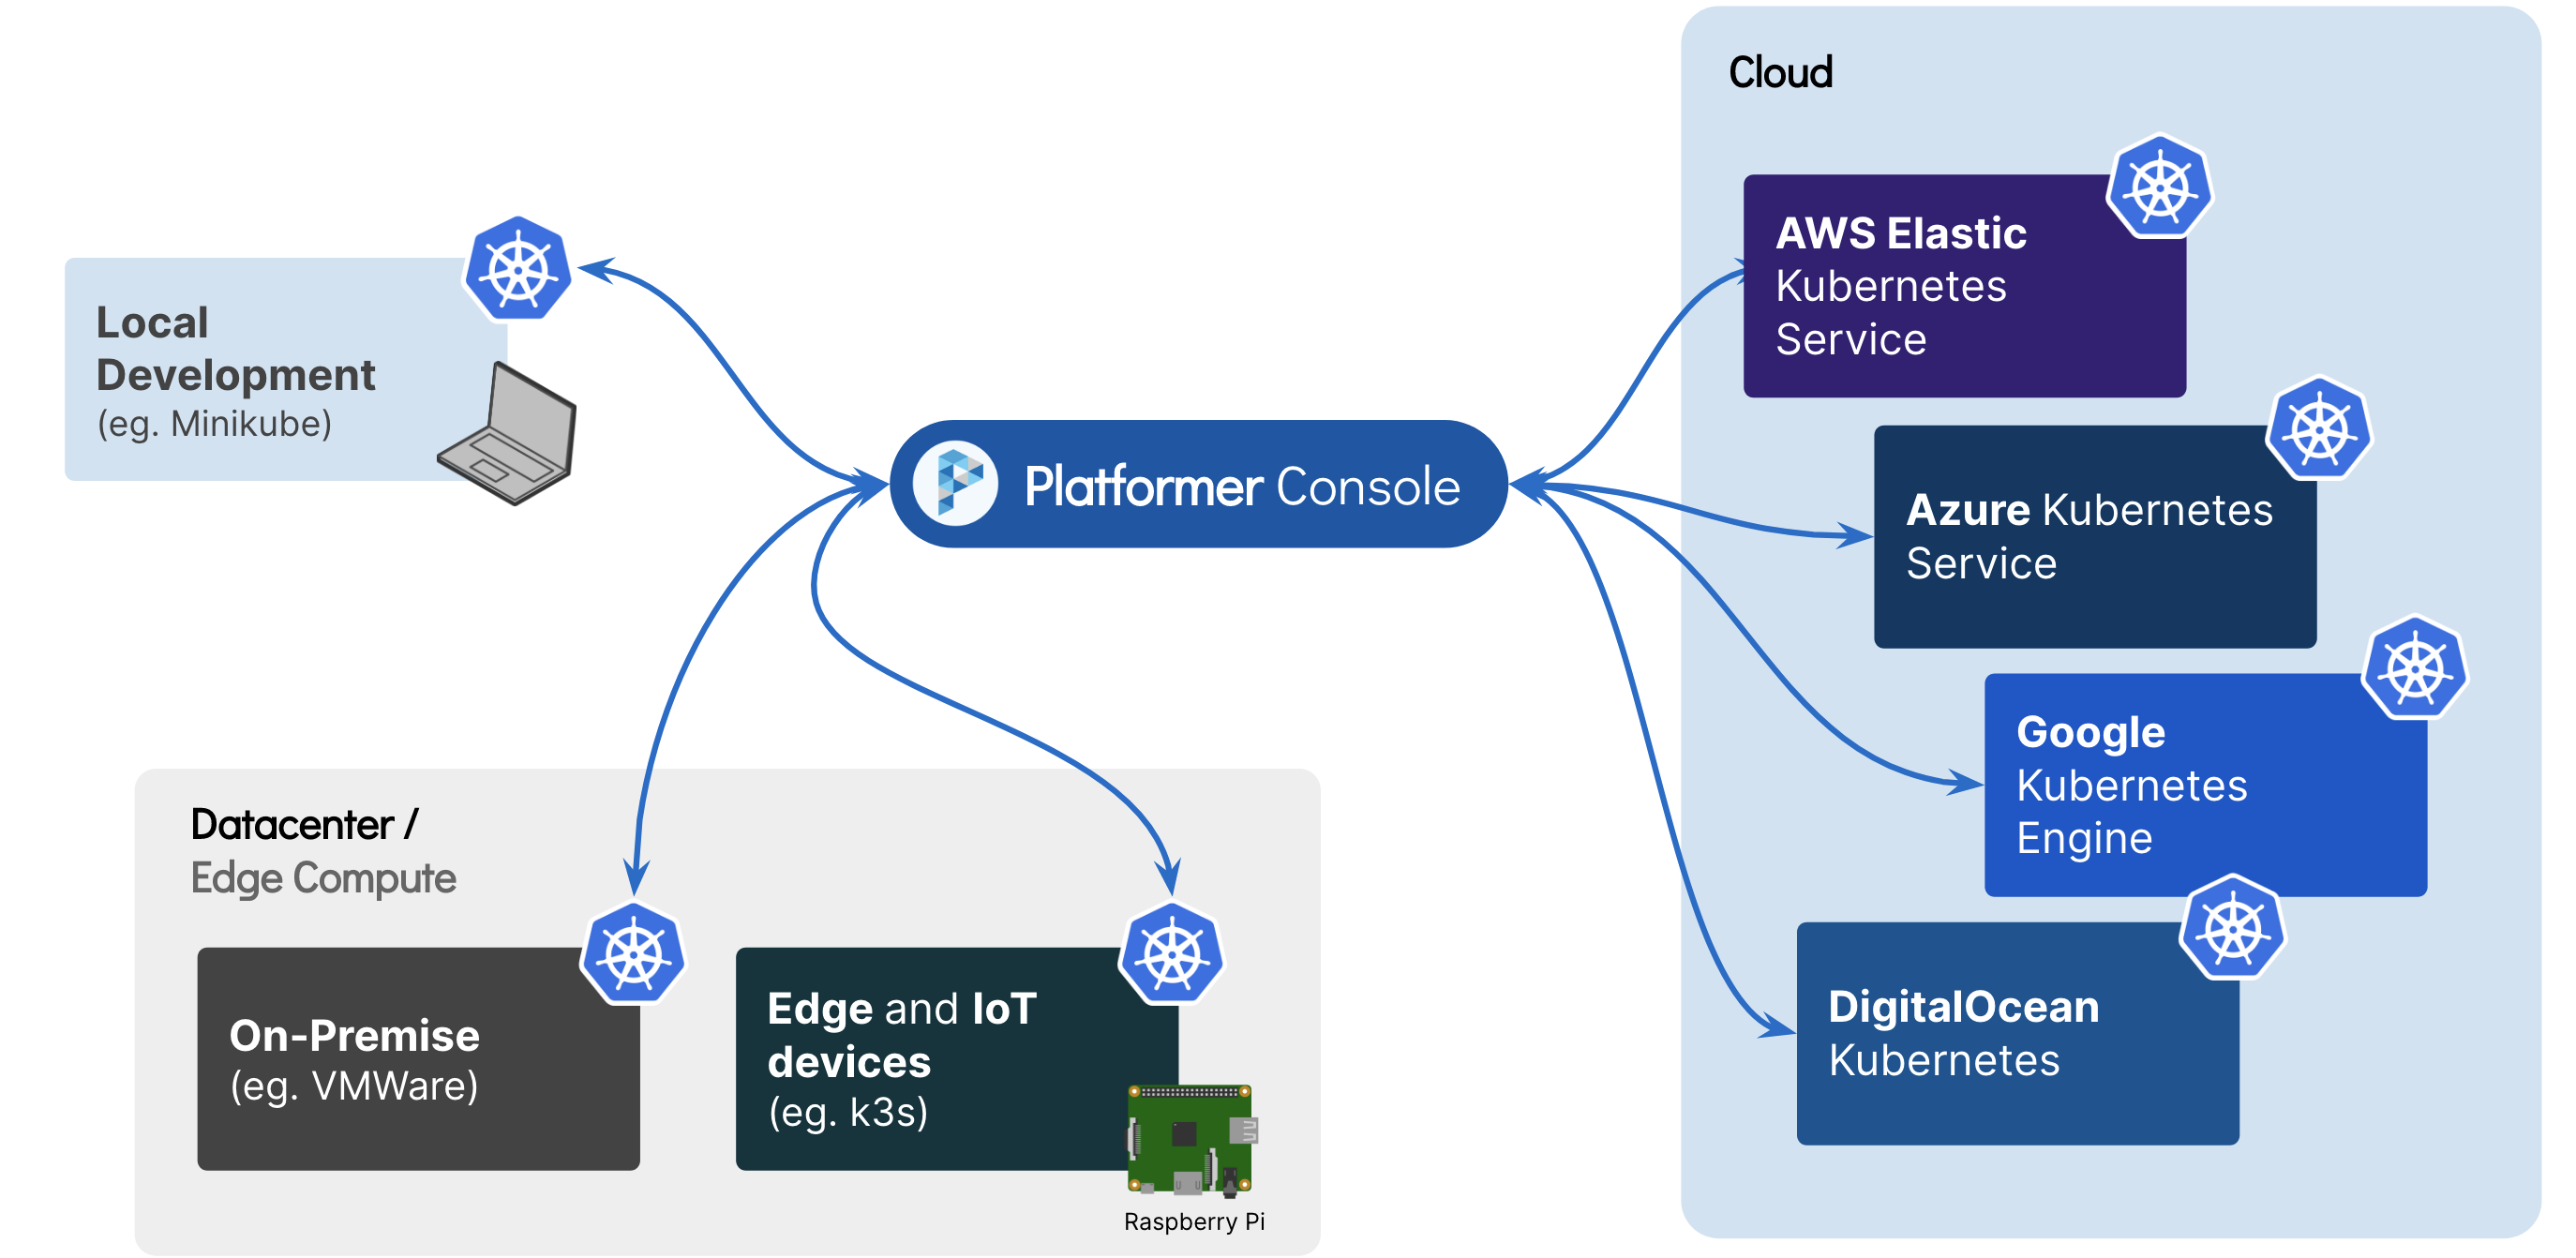 Cloud
AWS Elastic
Kubernetes
Service
Local
Development
(eg. Minikube)
Platformer Console
Azure Kubernetes
Service
Google
Kubernetes
Engine
Datacenter /
Edge Compute
On-Premise
(eg. VMWare)
Edge and IoT
devices
(eg. k3s)
Raspberry Pi
DigitalOcean
Kubernetes